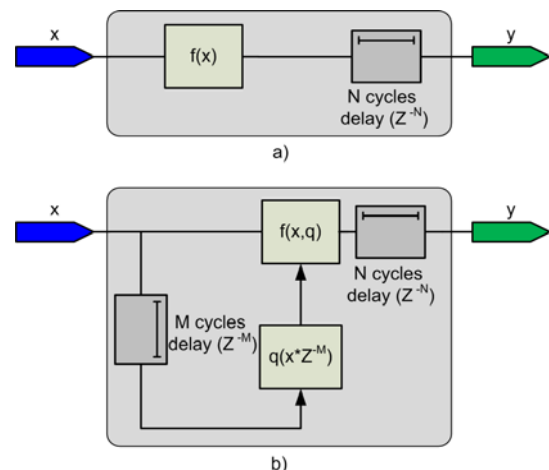 x
f(x)
y
N cycles
delay (Z⁻ᴺ)
a)
x
f(x,q)
y
N cycles
delay (Z⁻ᴺ)
M cycles
delay (Z⁻ᴹ)
q(x*Z⁻ᴹ)
b)